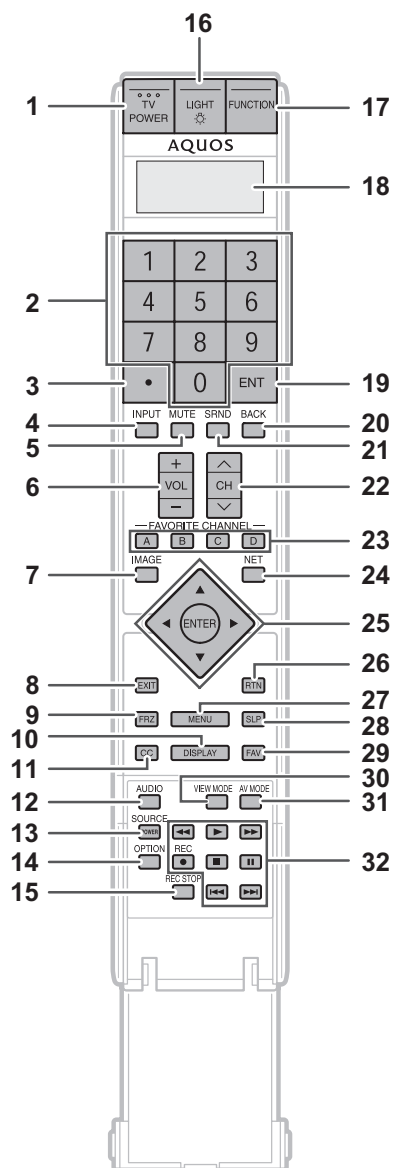 16
1
TV
POWER
LIGHT
FUNCTION
17
AQUOS
18
1 2 3
2
4 5 6
7 8 9
3
• 0 ENT
19
INPUT MUTE SRND BACK
4
20
5
21
+
6
VOL
CH
22
−
FAVORITE CHANNEL
A B C D
23
IMAGE
NET
7
24
ENTER
25
26
8
EXIT
RTN
27
9
FRZ
MENU
SLP
28
10
CC
DISPLAY
FAV
29
11
30
AUDIO
VIEW MODE
AV MODE
31
12
SOURCE
13
POWER
OPTION
REC
32
14
REC STOP
15